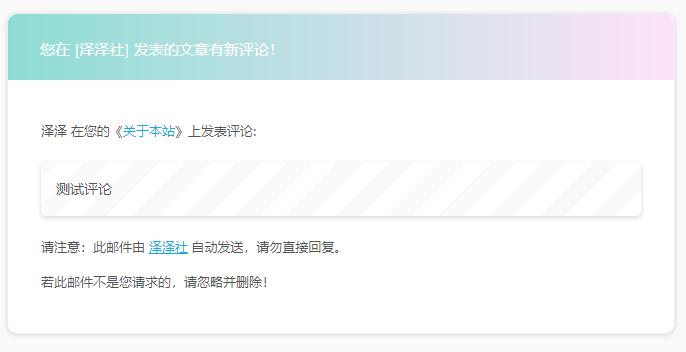 您在 [泽泽社] 发表的文章有新评论！
泽泽 在您的《关于本站》上发表评论:
测试评论
请注意：此邮件由 泽泽社 自动发送，请勿直接回复。
若此邮件不是您请求的，请忽略并删除！